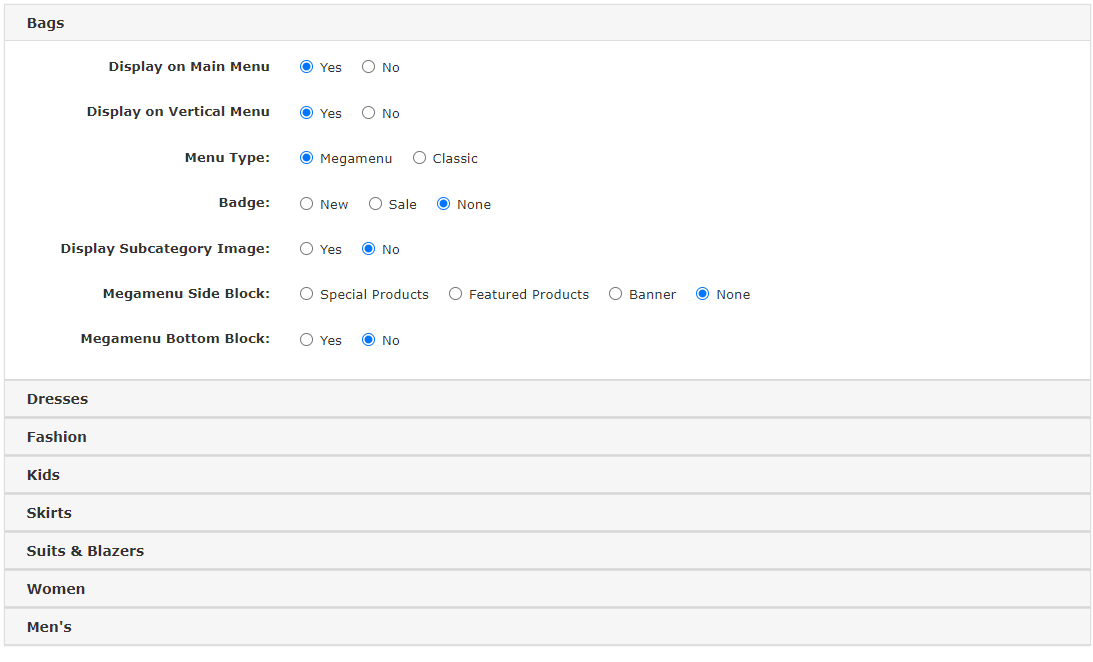 Bags
Display on Main Menu Yes No
Display on Vertical Menu Yes No
Menu Type: Megamenu Classic
Badge: New Sale None
Display Subcategory Image: Yes No
Megamenu Side Block: Special Products Featured Products Banner None
Megamenu Bottom Block: Yes No
Dresses
Fashion
Kids
Skirts
Suits & Blazers
Women
Men's